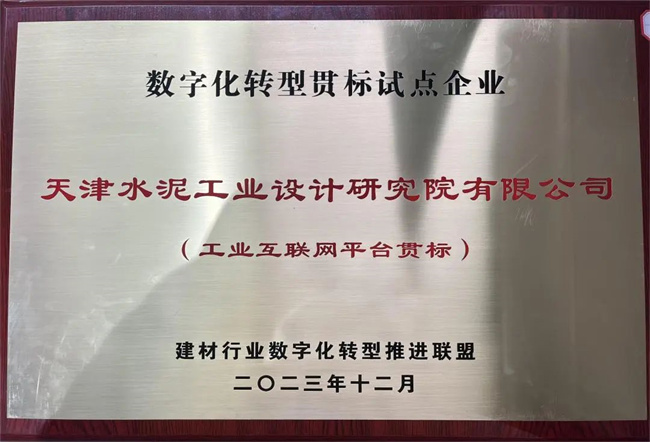 数字化转型贯标试点企业
天津水泥工业设计研究院有限公司
（工业互联网平台贯标）
建材行业数字化转型推进联盟
二〇二三年十二月